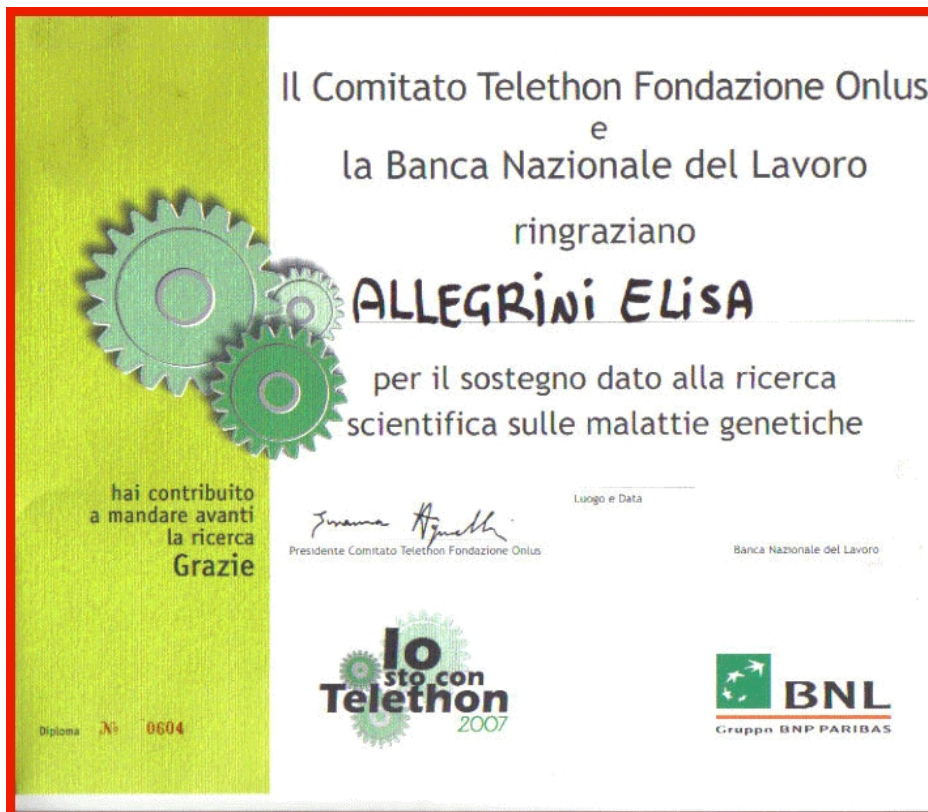 Il Comitato Telethon Fondazione Onlus
e
la Banca Nazionale del Lavoro
ringraziano
ALLEGRINI ELISA
per il sostegno dato alla ricerca
scientifica sulle malattie genetiche
hai contribuito
a mandare avanti
la ricerca
Grazie
Luogo e Data
Susanna Agnelli
Presidente Comitato Telethon Fondazione Onlus
Banca Nazionale del Lavoro
Io
sto con
Telethon
2007
BNL
Gruppo BNP PARIBAS
Diploma № 0604